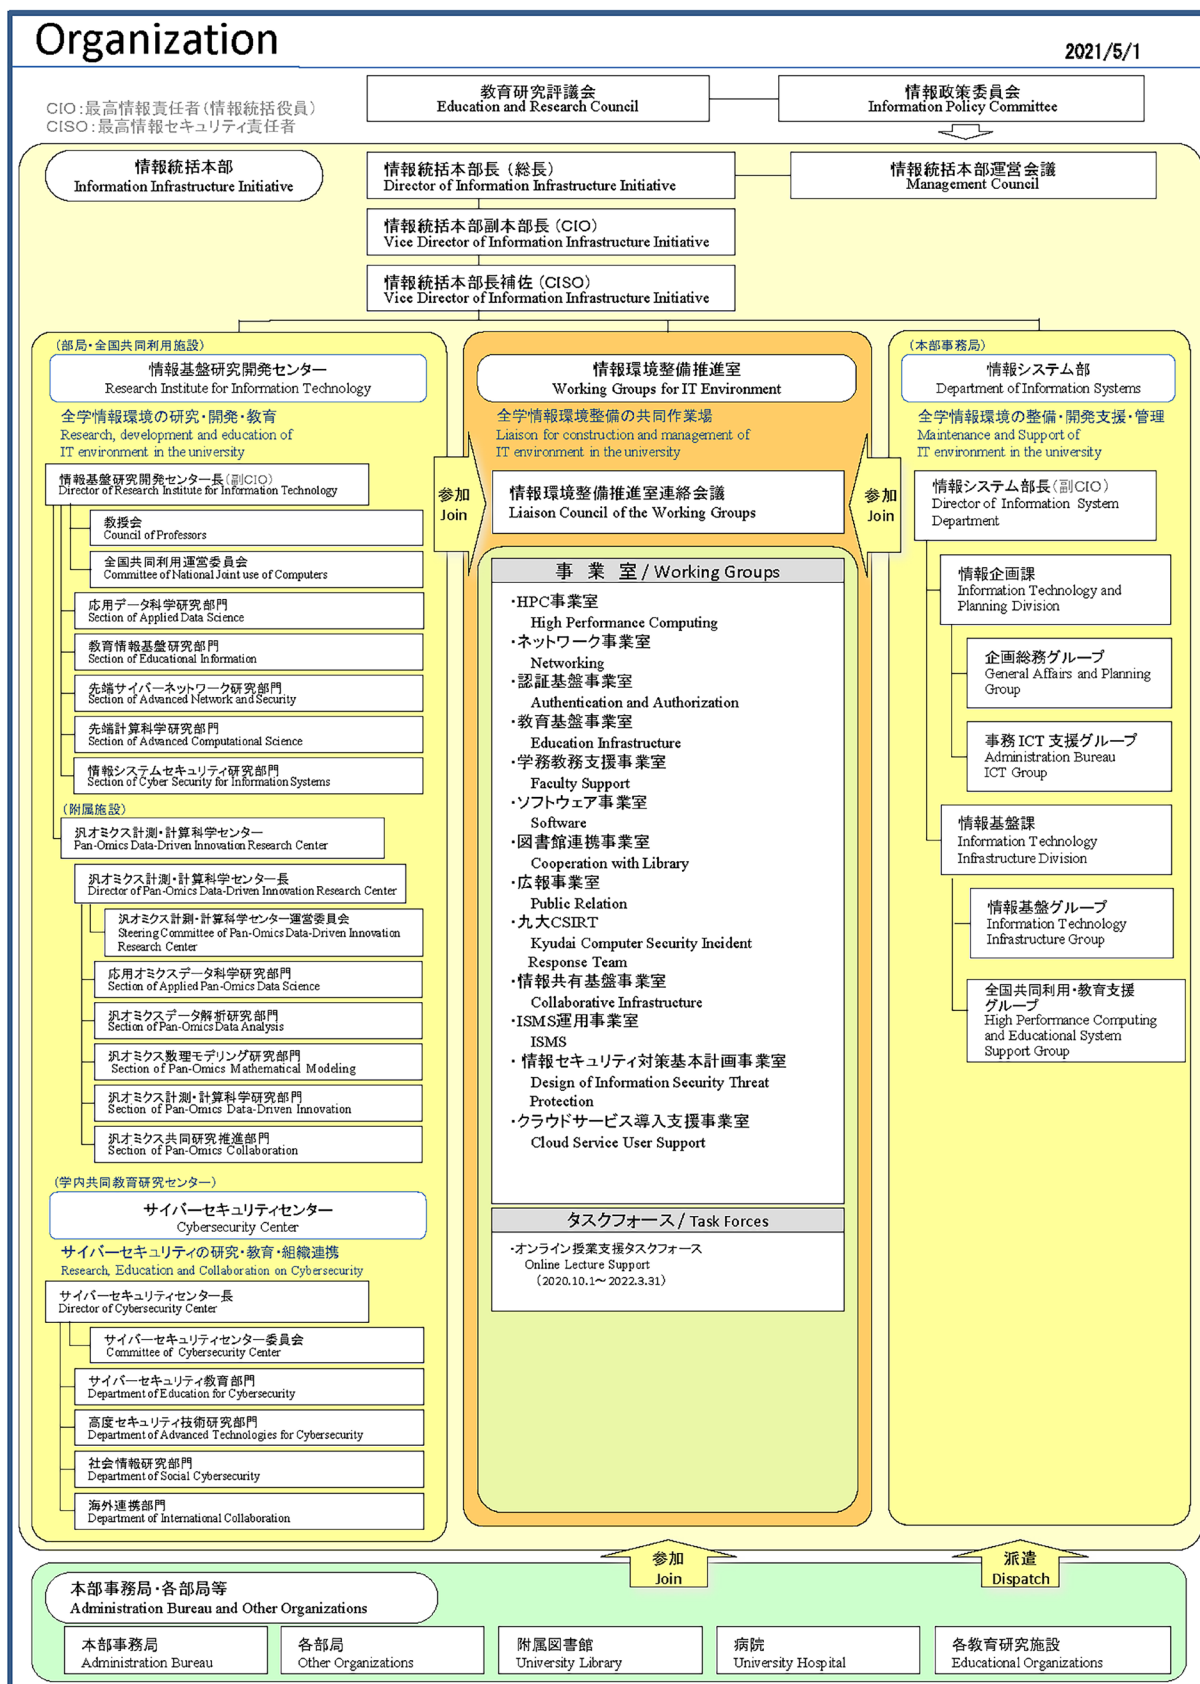 Organization
2021/5/1
教育研究評議会
Education and Research Council
情報政策委員会
Information Policy Committee
CIO：最高情報責任者（情報統括役員）
CISO：最高情報セキュリティ責任者
情報統括本部
Information Infrastructure Initiative
情報統括本部長（総長）
Director of Information Infrastructure Initiative
情報統括本部運営会議
Management Council
情報統括本部副本部長（CIO）
Vice Director of Information Infrastructure Initiative
情報統括本部長補佐（CISO）
Vice Director of Information Infrastructure Initiative
（部局・全国共同利用施設）
情報基盤研究開発センター
Research Institute for Information Technology
全学情報環境の研究・開発・教育
Research, development and education of
IT environment in the university
情報基盤研究開発センター長（副CIO）
Director of Research Institute for Information Technology
教授会
Council of Professors
全国共同利用運営委員会
Committee of National Joint use of Computers
応用データ科学研究部門
Section of Applied Data Science
教育情報基盤研究部門
Section of Educational Information
先端サイバーネットワーク研究部門
Section of Advanced Network and Security
先端計算科学研究部門
Section of Advanced Computational Science
情報システムセキュリティ研究部門
Section of Cyber Security for Information Systems
（附属施設）
汎オミクス計測・計算科学センター
Pan-Omics Data-Driven Innovation Research Center
汎オミクス計測・計算科学センター長
Director of Pan-Omics Data-Driven Innovation Research Center
汎オミクス計測・計算科学センター運営委員会
Steering Committee of Pan-Omics Data-Driven Innovation
Research Center
応用オミクスデータ科学研究部門
Section of Applied Pan-Omics Data Science
汎オミクスデータ解析研究部門
Section of Pan-Omics Data Analysis
汎オミクス数理モデリング研究部門
Section of Pan-Omics Mathematical Modeling
汎オミクス計測・計算科学研究部門
Section of Pan-Omics Data-Driven Innovation
汎オミクス共同研究推進部門
Section of Pan-Omics Collaboration
（学内共同教育研究センター）
サイバーセキュリティセンター
Cybersecurity Center
サイバーセキュリティの研究・教育・組織連携
Research, Education and Collaboration on Cybersecurity
サイバーセキュリティセンター長
Director of Cybersecurity Center
サイバーセキュリティセンター委員会
Committee of Cybersecurity Center
サイバーセキュリティ教育部門
Department of Education for Cybersecurity
高度セキュリティ技術研究部門
Department of Advanced Technologies for Cybersecurity
社会情報研究部門
Department of Social Cybersecurity
海外連携部門
Department of International Collaboration
参加
Join
情報環境整備推進室
Working Groups for IT Environment
全学情報環境整備の共同作業場
Liaison for construction and management of
IT environment in the university
情報環境整備推進室連絡会議
Liaison Council of the Working Groups
事 業 室 / Working Groups
・HPC事業室
High Performance Computing
・ネットワーク事業室
Networking
・認証基盤事業室
Authentication and Authorization
・教育基盤事業室
Education Infrastructure
・学務教務支援事業室
Faculty Support
・ソフトウェア事業室
Software
・図書館連携事業室
Cooperation with Library
・広報事業室
Public Relation
・九大CSIRT
Kyudai Computer Security Incident
Response Team
・情報共有基盤事業室
Collaborative Infrastructure
・ISMS運用事業室
ISMS
・情報セキュリティ対策基本計画事業室
Design of Information Security Threat
Protection
・クラウドサービス導入支援事業室
Cloud Service User Support
タスクフォース / Task Forces
・オンライン授業支援タスクフォース
Online Lecture Support
（2020.10.1～2022.3.31）
参加
Join
（本部事務局）
情報システム部
Department of Information Systems
全学情報環境の整備・開発支援・管理
Maintenance and Support of
IT environment in the university
情報システム部長（副CIO）
Director of Information System
Department
情報企画課
Information Technology and
Planning Division
企画総務グループ
General Affairs and Planning
Group
事務 ICT 支援グループ
Administration Bureau
ICT Group
情報基盤課
Information Technology
Infrastructure Division
情報基盤グループ
Information Technology
Infrastructure Group
全国共同利用・教育支援
グループ
High Performance Computing
and Educational System
Support Group
参加
Join
派遣
Dispatch
本部事務局・各部局等
Administration Bureau and Other Organizations
本部事務局
Administration Bureau
各部局
Other Organizations
附属図書館
University Library
病院
University Hospital
各教育研究施設
Educational Organizations